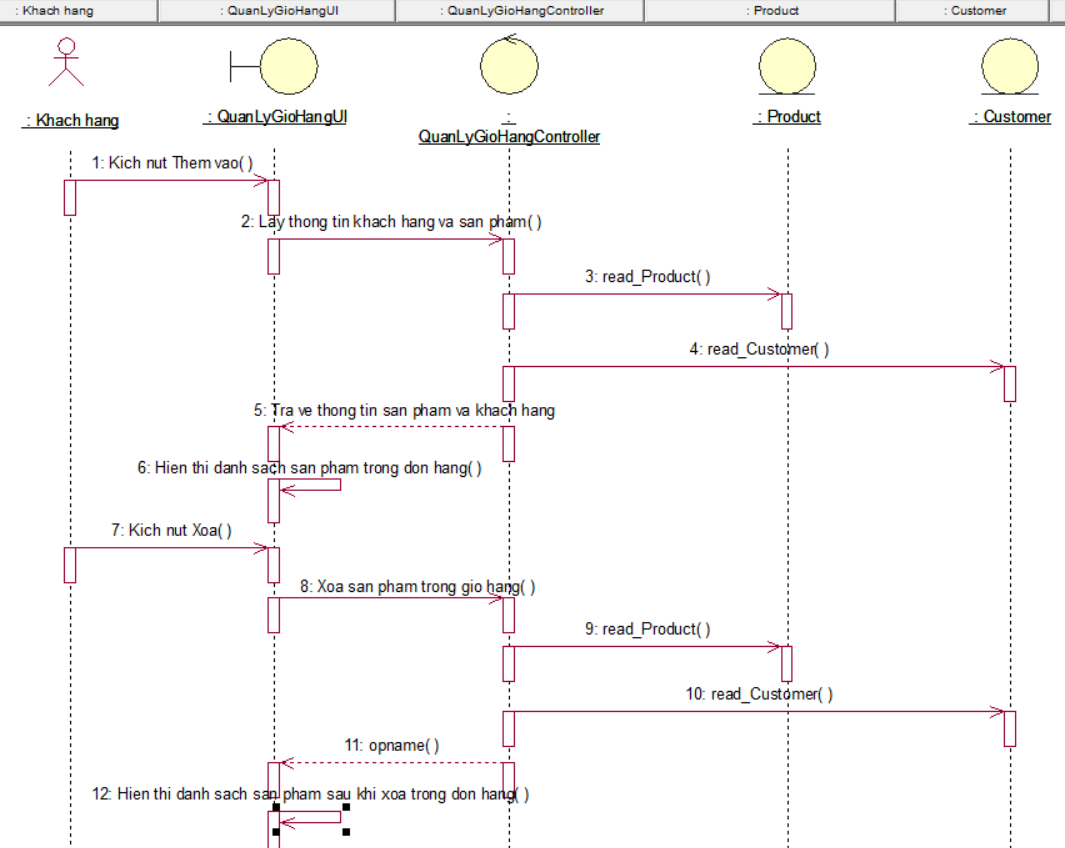 : Khach hang
: QuanLyGioHangUI
: QuanLyGioHangController
: Product
: Customer
: Khach hang
: QuanLyGioHangUI
:
QuanLyGioHangController
: Product
: Customer
1: Kich nut Them vao( )
2: Lay thong tin khach hang va san pham( )
3: read_Product( )
4: read_Customer( )
5: Tra ve thong tin san pham va khach hang
6: Hien thi danh sach san pham trong don hang( )
7: Kich nut Xoa( )
8: Xoa san pham trong gio hang( )
9: read_Product( )
10: read_Customer( )
11: opname( )
12: Hien thi danh sach san pham sau khi xoa trong don hang( )